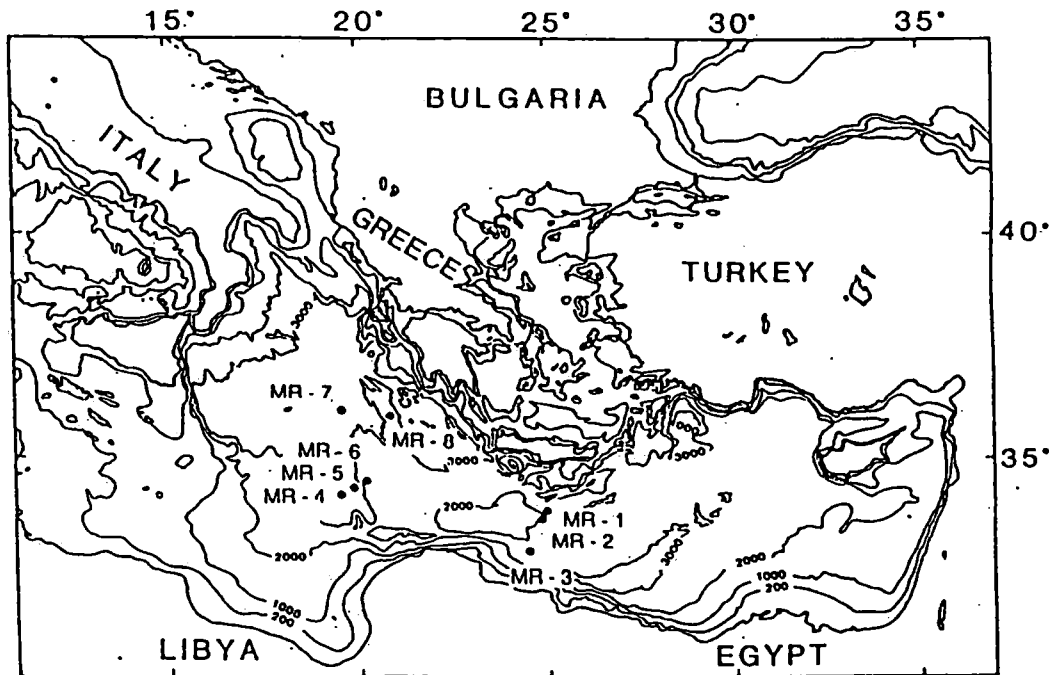 15° 20° 25° 30° 35°
BULGARIA
ITALY
GREECE
40°
TURKEY
3000
MR - 7
MR - 8
MR - 6
3000
3000
35°
MR - 5
MR - 4
2000
MR - 1
MR - 2
3000
2000
2000
MR - 3
1000
1000
200
200
LIBYA
EGYPT